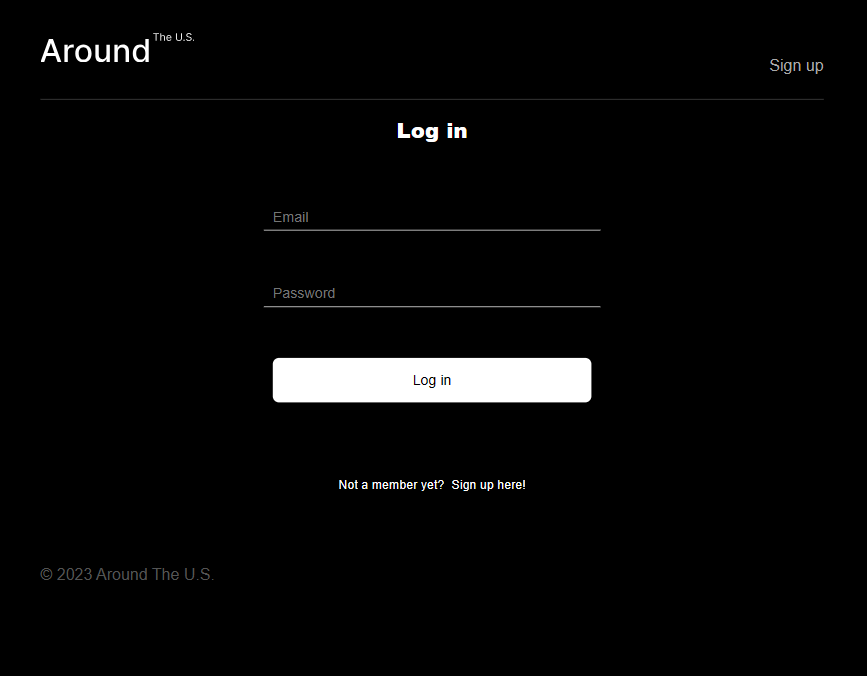 Around The U.S.
Sign up
Log in
Email
Password
Log in
Not a member yet? Sign up here!
© 2023 Around The U.S.